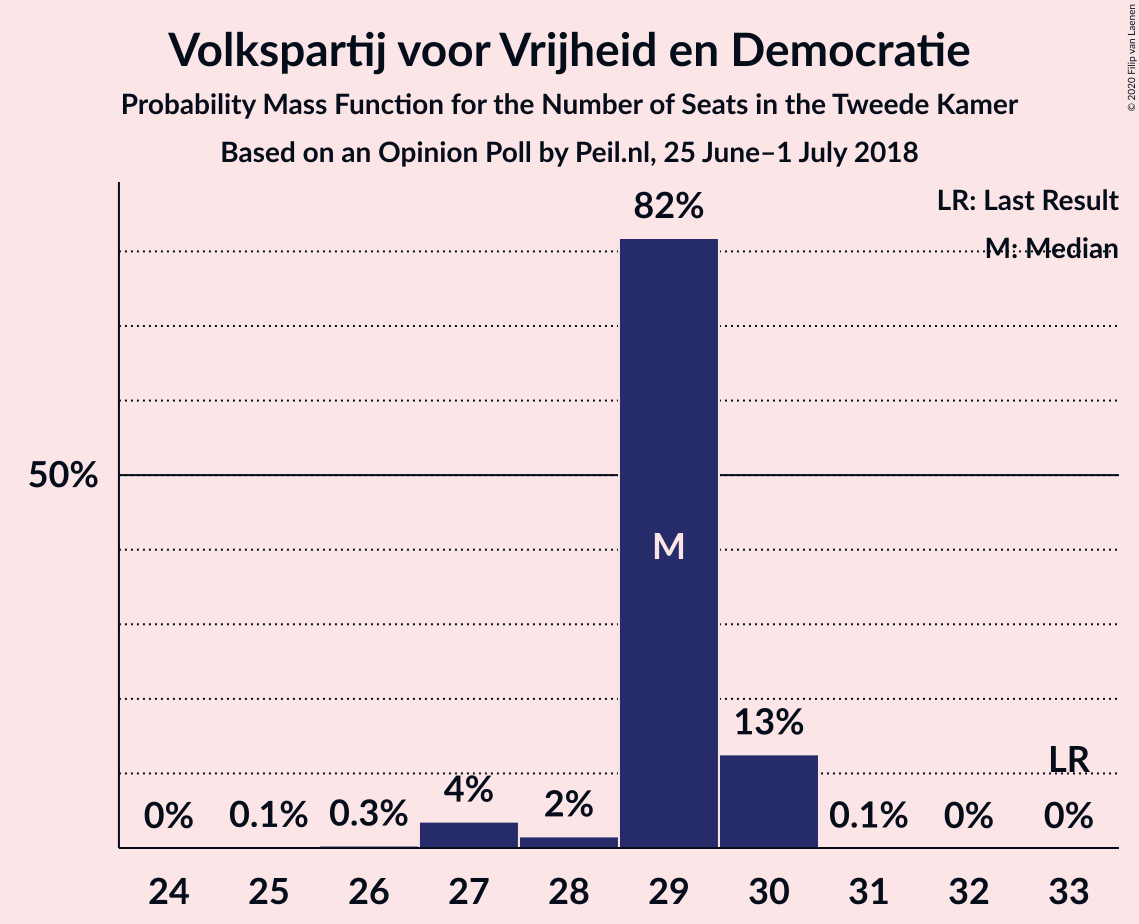 Volkspartij voor Vrijheid en Democratie
Probability Mass Function for the Number of Seats in the Tweede Kamer
Based on an Opinion Poll by Peil.nl, 25 June–1 July 2018
© 2020 Filip van Laenen
LR: Last Result
M: Median
82%
50%
M
13%
LR
0% 0.1% 0.3% 4% 2% 0.1% 0% 0%
24 25 26 27 28 29 30 31 32 33